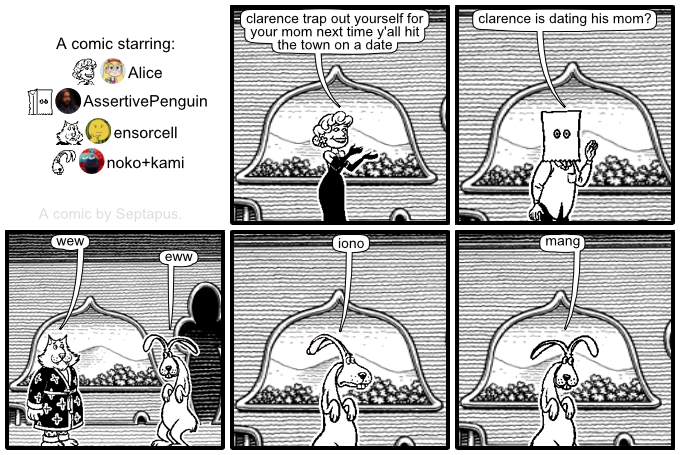 A comic starring:
Alice
AssertivePenguin
ensorcell
noko+kami
A comic by Septapus.
clarence trap out yourself for
your mom next time y'all hit
the town on a date
clarence is dating his mom?
wew
eww
iono
mang